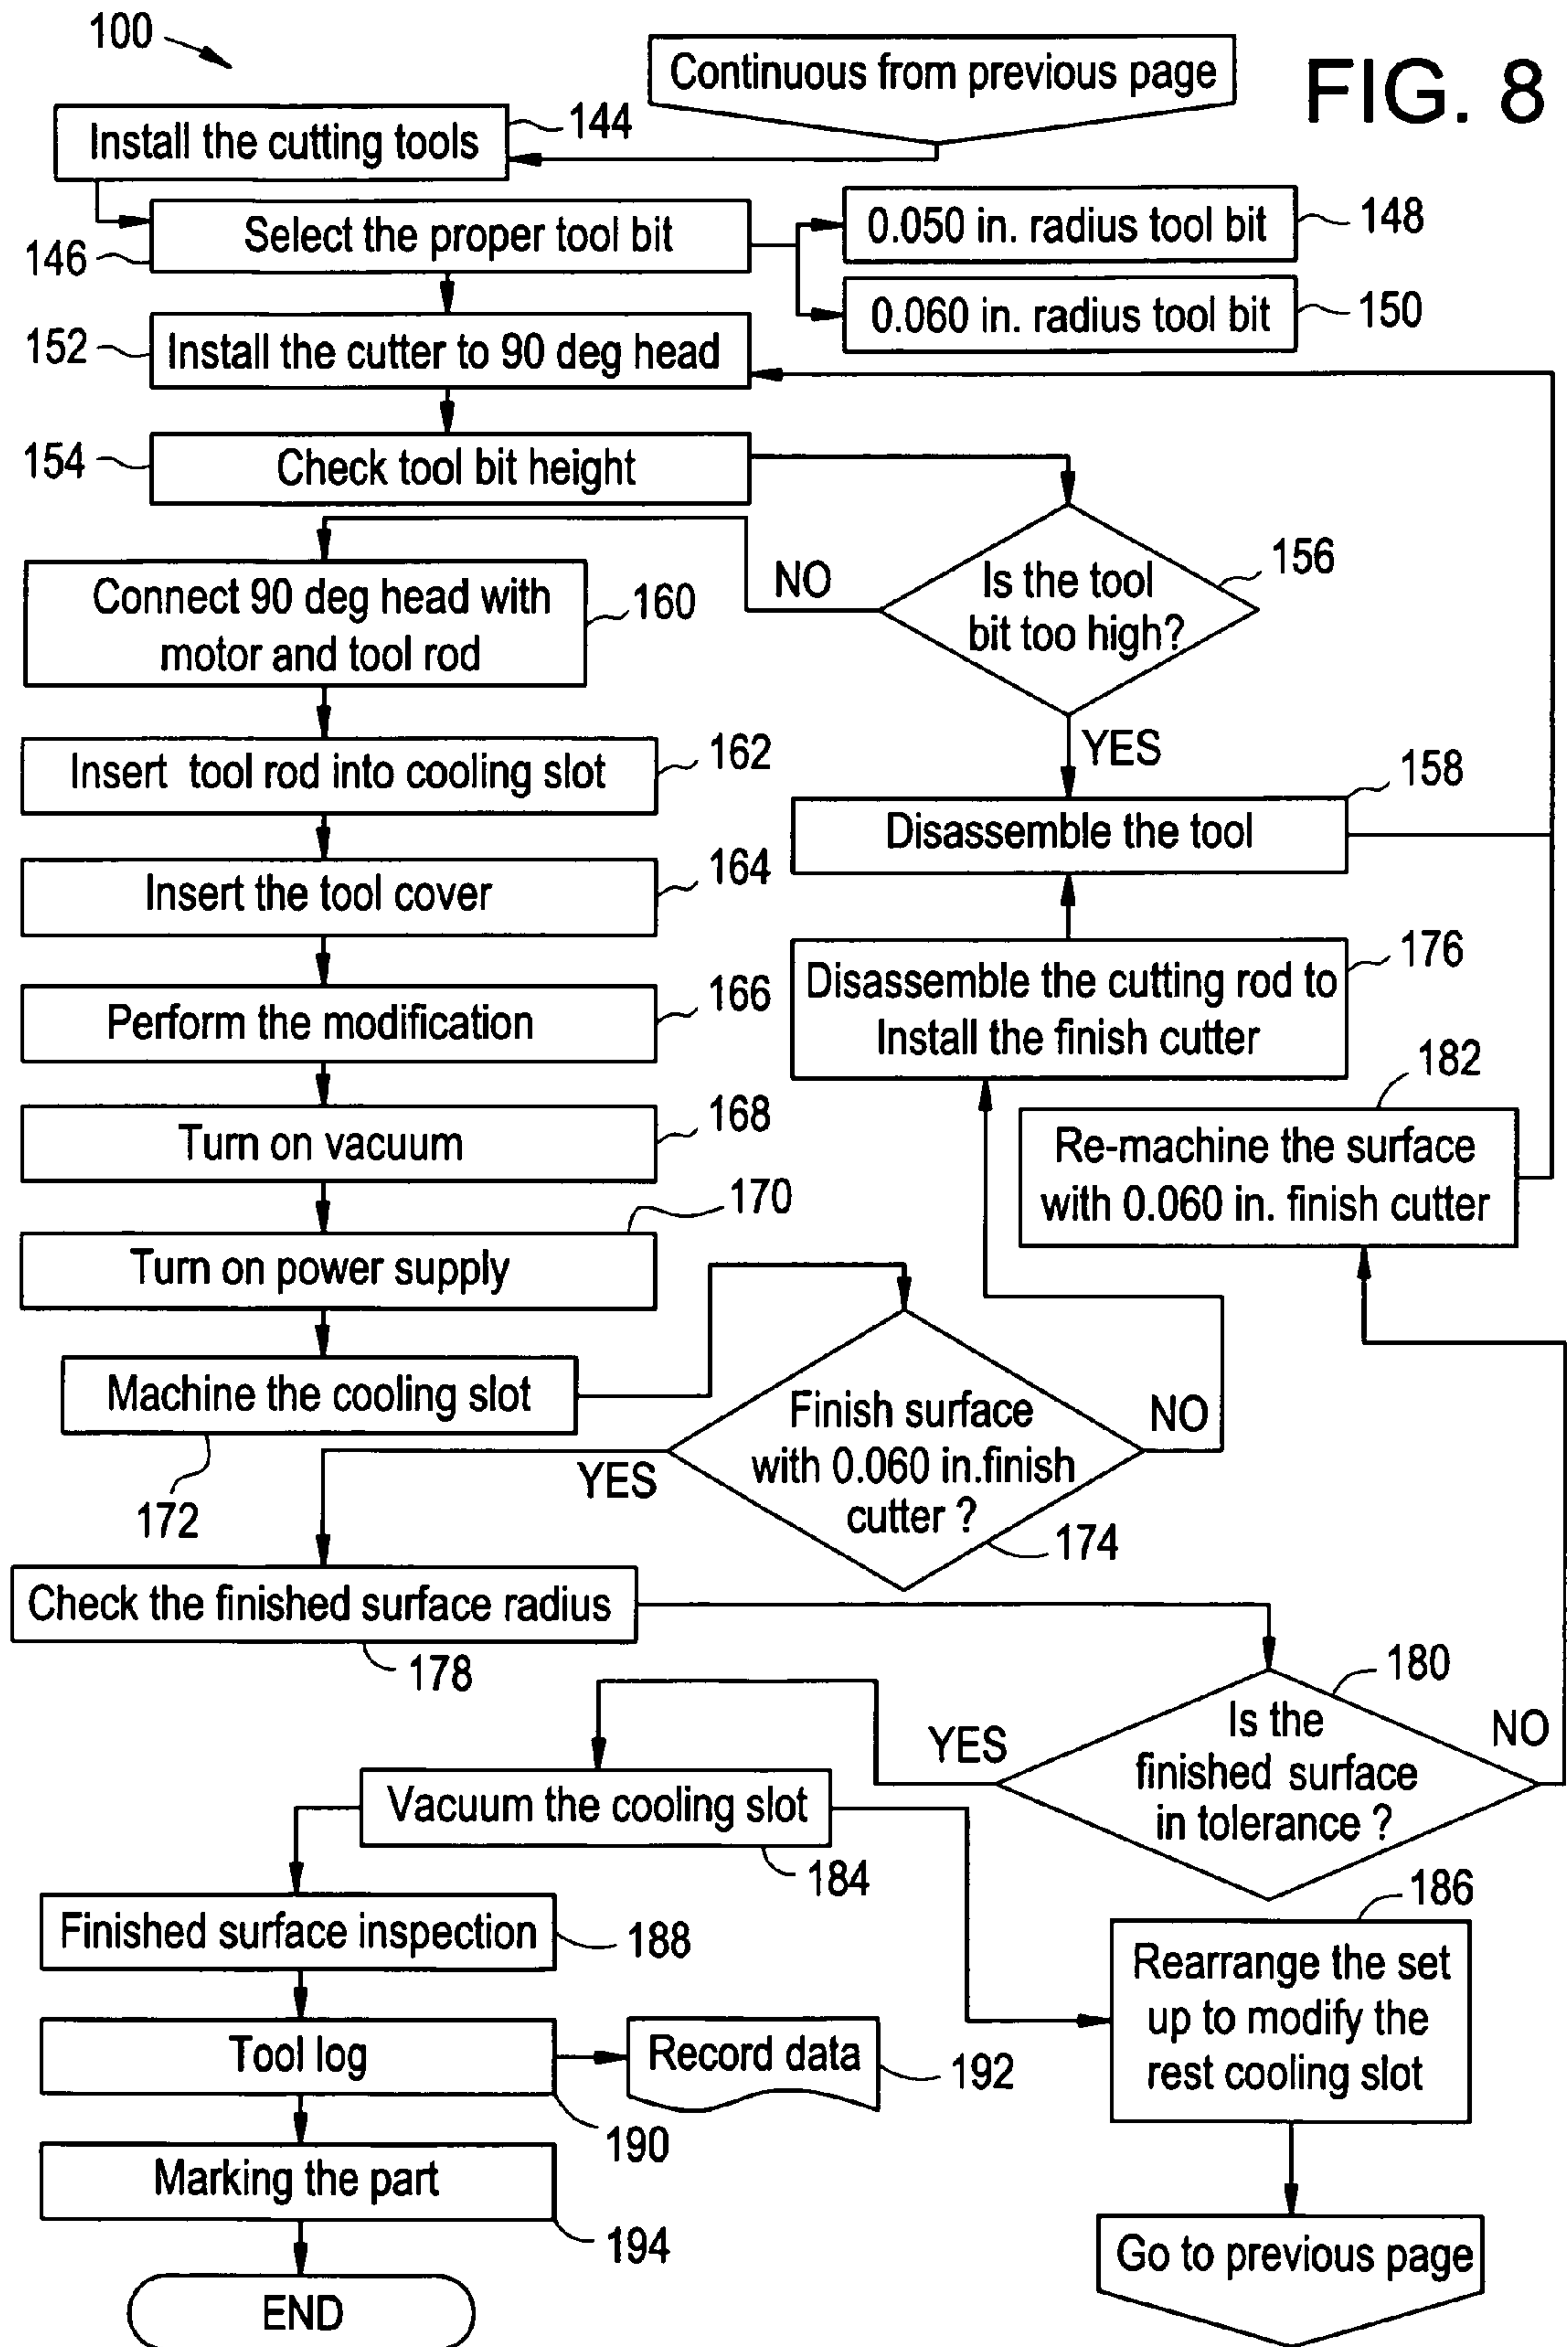 100
Continuous from previous page
FIG. 8
Install the cutting tools
144
Select the proper tool bit
146
0.050 in. radius tool bit
148
0.060 in. radius tool bit
150
152
Install the cutter to 90 deg head
154
Check tool bit height
Is the tool
bit too high?
156
NO
YES
Connect 90 deg head with
motor and tool rod
160
Insert tool rod into cooling slot
162
158
Disassemble the tool
Insert the tool cover
164
Disassemble the cutting rod to
Install the finish cutter
176
Perform the modification
166
182
Re-machine the surface
with 0.060 in. finish cutter
Turn on vacuum
168
170
Turn on power supply
Machine the cooling slot
172
Finish surface
with 0.060 in.finish
cutter ?
174
NO
YES
Check the finished surface radius
178
180
Is the
finished surface
in tolerance ?
YES
NO
Vacuum the cooling slot
184
186
Rearrange the set
up to modify the
rest cooling slot
Finished surface inspection
188
Tool log
190
Record data
192
Marking the part
194
END
Go to previous page